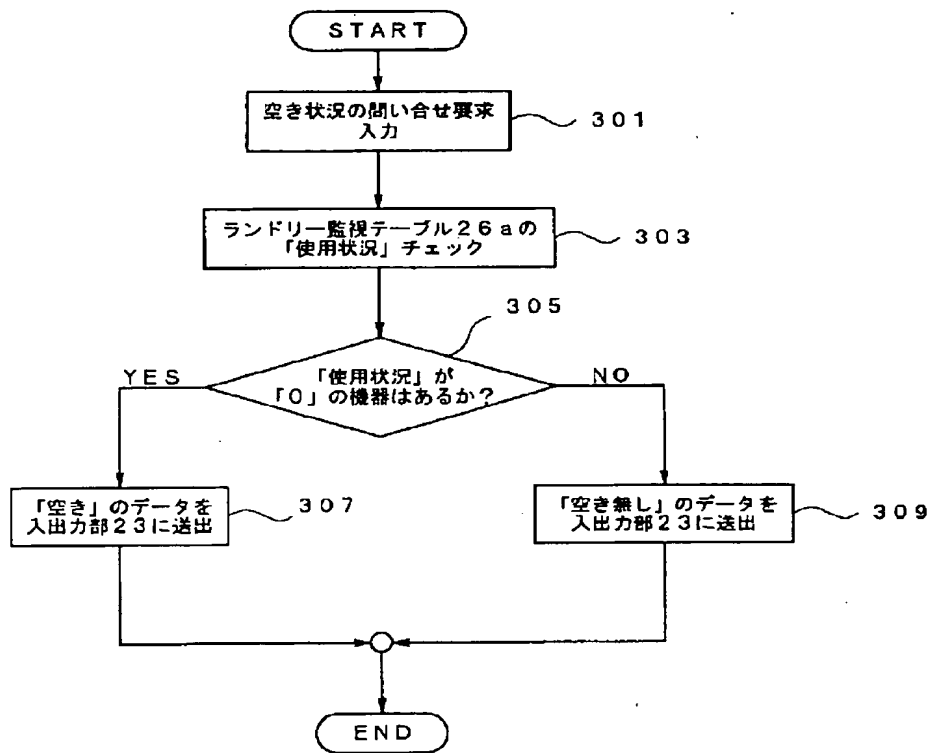 START
空き状況の問い合せ要求
入力
301
ランドリー監視テーブル26aの
「使用状況」チェック
303
305
「使用状況」が
「0」の機器はあるか?
YES
NO
「空き」のデータを
入出力部23に送出
307
「空き無し」のデータを
入出力部23に送出
309
END